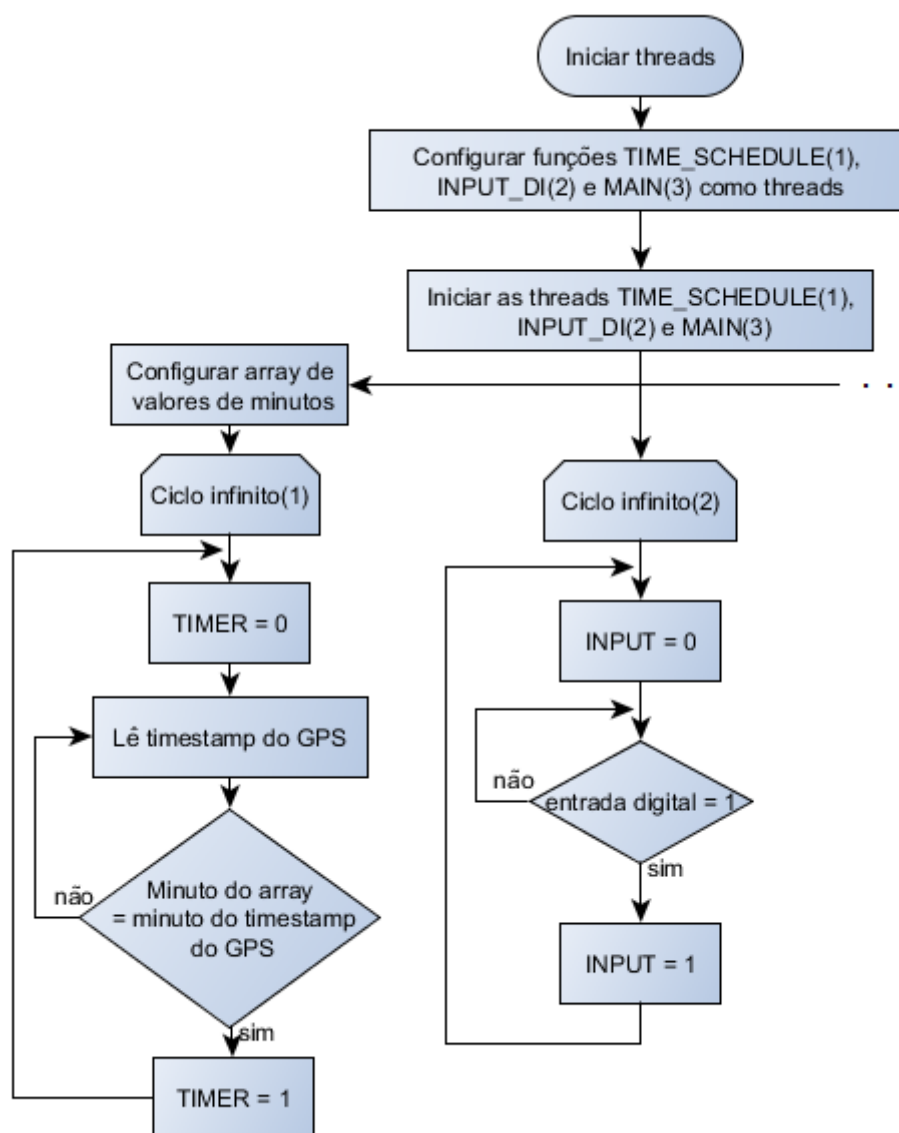 Iniciar threads
Configurar funções TIME_SCHEDULE(1),
INPUT_DI(2) e MAIN(3) como threads
Iniciar as threads TIME_SCHEDULE(1),
INPUT_DI(2) e MAIN(3)
Configurar array de
valores de minutos
. .
Ciclo infinito(1)
TIMER = 0
Lê timestamp do GPS
não
Minuto do array
= minuto do timestamp
do GPS
sim
TIMER = 1
Ciclo infinito(2)
INPUT = 0
não
entrada digital = 1
sim
INPUT = 1